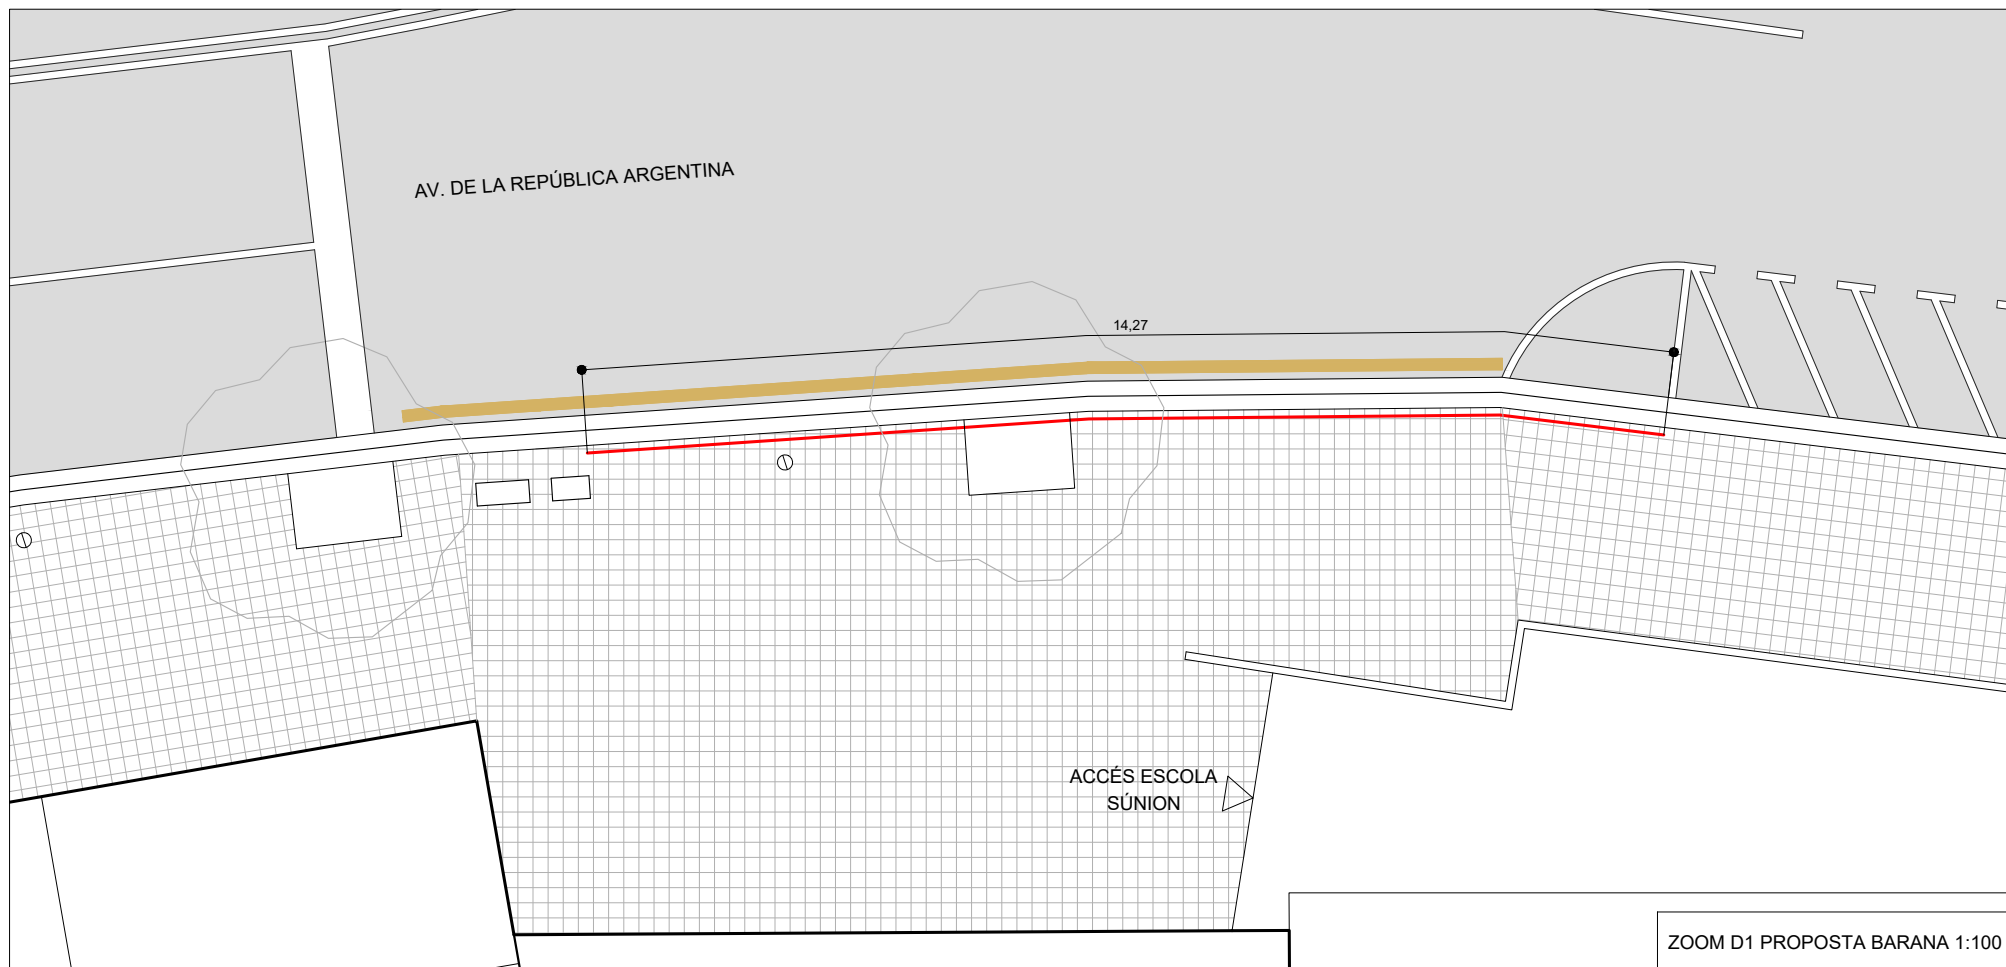 AV. DE LA REPÚBLICA ARGENTINA
14,27
ACCÉS ESCOLA
SÚNION
ZOOM D1 PROPOSTA BARANA 1:100